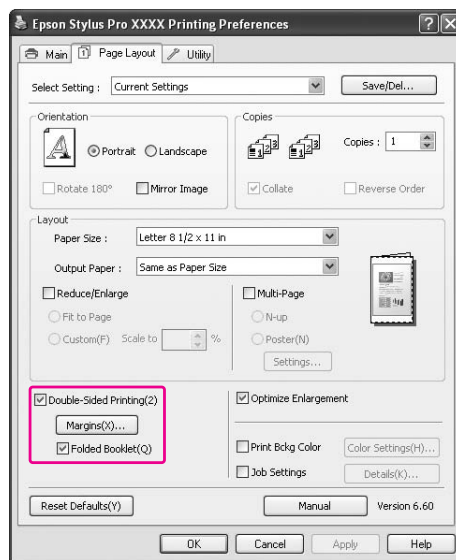 Epson Stylus Pro XXXX Printing Preferences
Main
Page Layout
Utility
Select Setting : Current Settings Save/Del...
Orientation
A
Portrait Landscape
Rotate 180° Mirror Image
Copies
Copies : 1
Collate Reverse Order
Layout
Paper Size : Letter 8 1/2 x 11 in
Output Paper : Same as Paper Size
Reduce/Enlarge
Fit to Page
Custom(F) Scale to %
Multi-Page
N-up
Poster(N)
Settings...
Double-Sided Printing(2)
Margins(X)...
Folded Booklet(Q)
Optimize Enlargement
Print Bckg Color Color Settings(H)...
Job Settings Details(K)...
Reset Defaults(Y) Manual Version 6.60
OK Cancel Apply Help